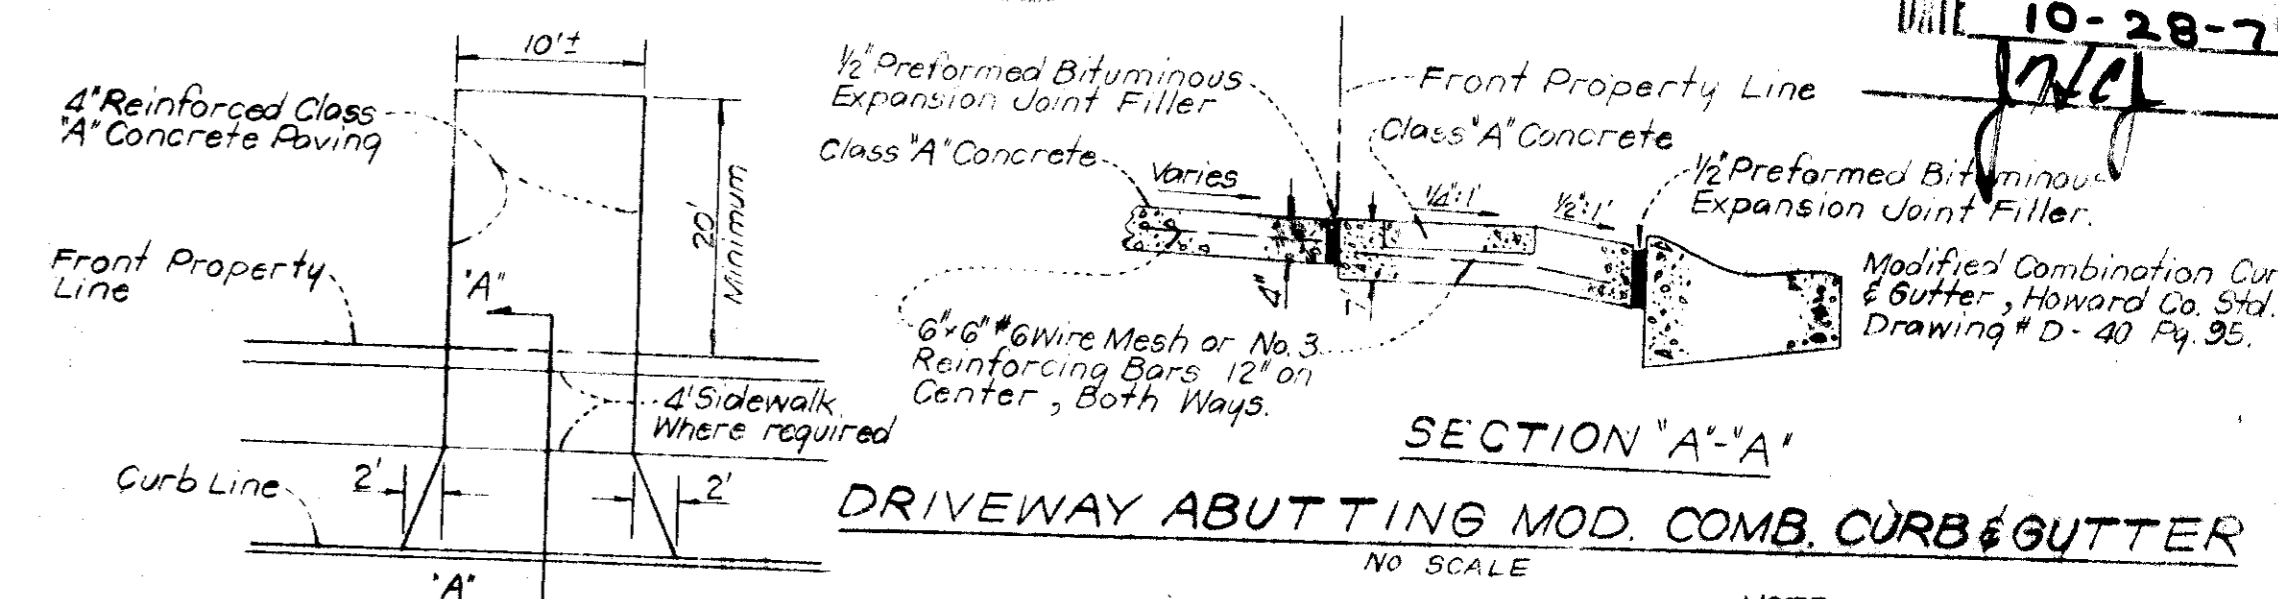 DATE 10-28-7
10'±
4" Reinforced Class
"A" Concrete Paving
20'
Minimum
Front Property
Line
"A"
4' Sidewalk
Where required
Curb Line
2'
2'
"A"
1/2" Preformed Bituminous
Expansion Joint Filler
Class "A" Concrete
Varies
Front Property Line
Class "A" Concrete
1/4":1'
1/2":1'
1/2" Preformed Bituminous
Expansion Joint Filler.
4"
Modified Combination Cur
& Gutter, Howard Co. Std.
Drawing # D-40 Pg. 95.
6"x6" #6 Wire Mesh or No. 3
Reinforcing Bars 12" on
Center, Both Ways.
SECTION "A"-"A"
DRIVEWAY ABUTTING MOD. COMB. CURB & GUTTER
NO SCALE